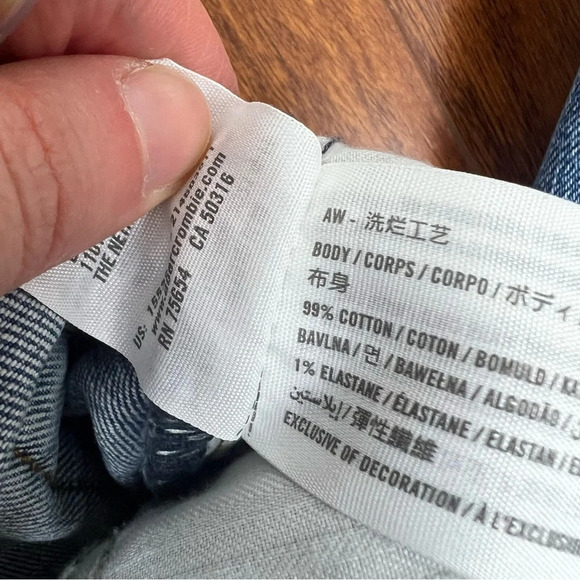 THE NE
US:
www.abercrombie.com
RN 75654 CA 50316
AW - 洗烂工艺
BODY / CORPS / CORPO / ボディ
布身
99% COTTON / COTON / BOMULD /
BAVLNA / 면 / BAWEŁNA / ALGODÃO /
1% ELASTANE / ÉLASTANE / ELASTAN /
إيلاستين / 彈性纖維
EXCLUSIVE OF DECORATION / À L'EXCLUSION